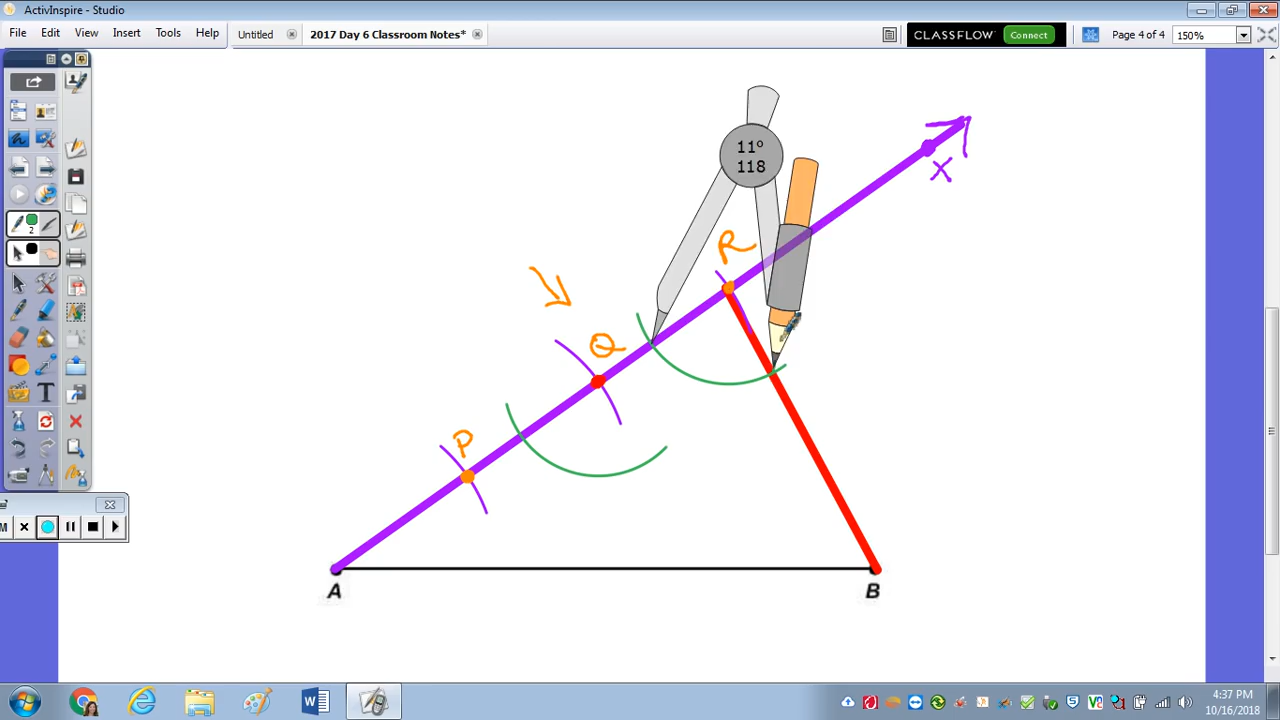 ActivInspire - Studio
File Edit View Insert Tools Help
Untitled
2017 Day 6 Classroom Notes*
CLASSFLOW Connect
Page 4 of 4
150%
11°
118
X
R
Q
P
2
T
M
A
B
4:37 PM
10/16/2018